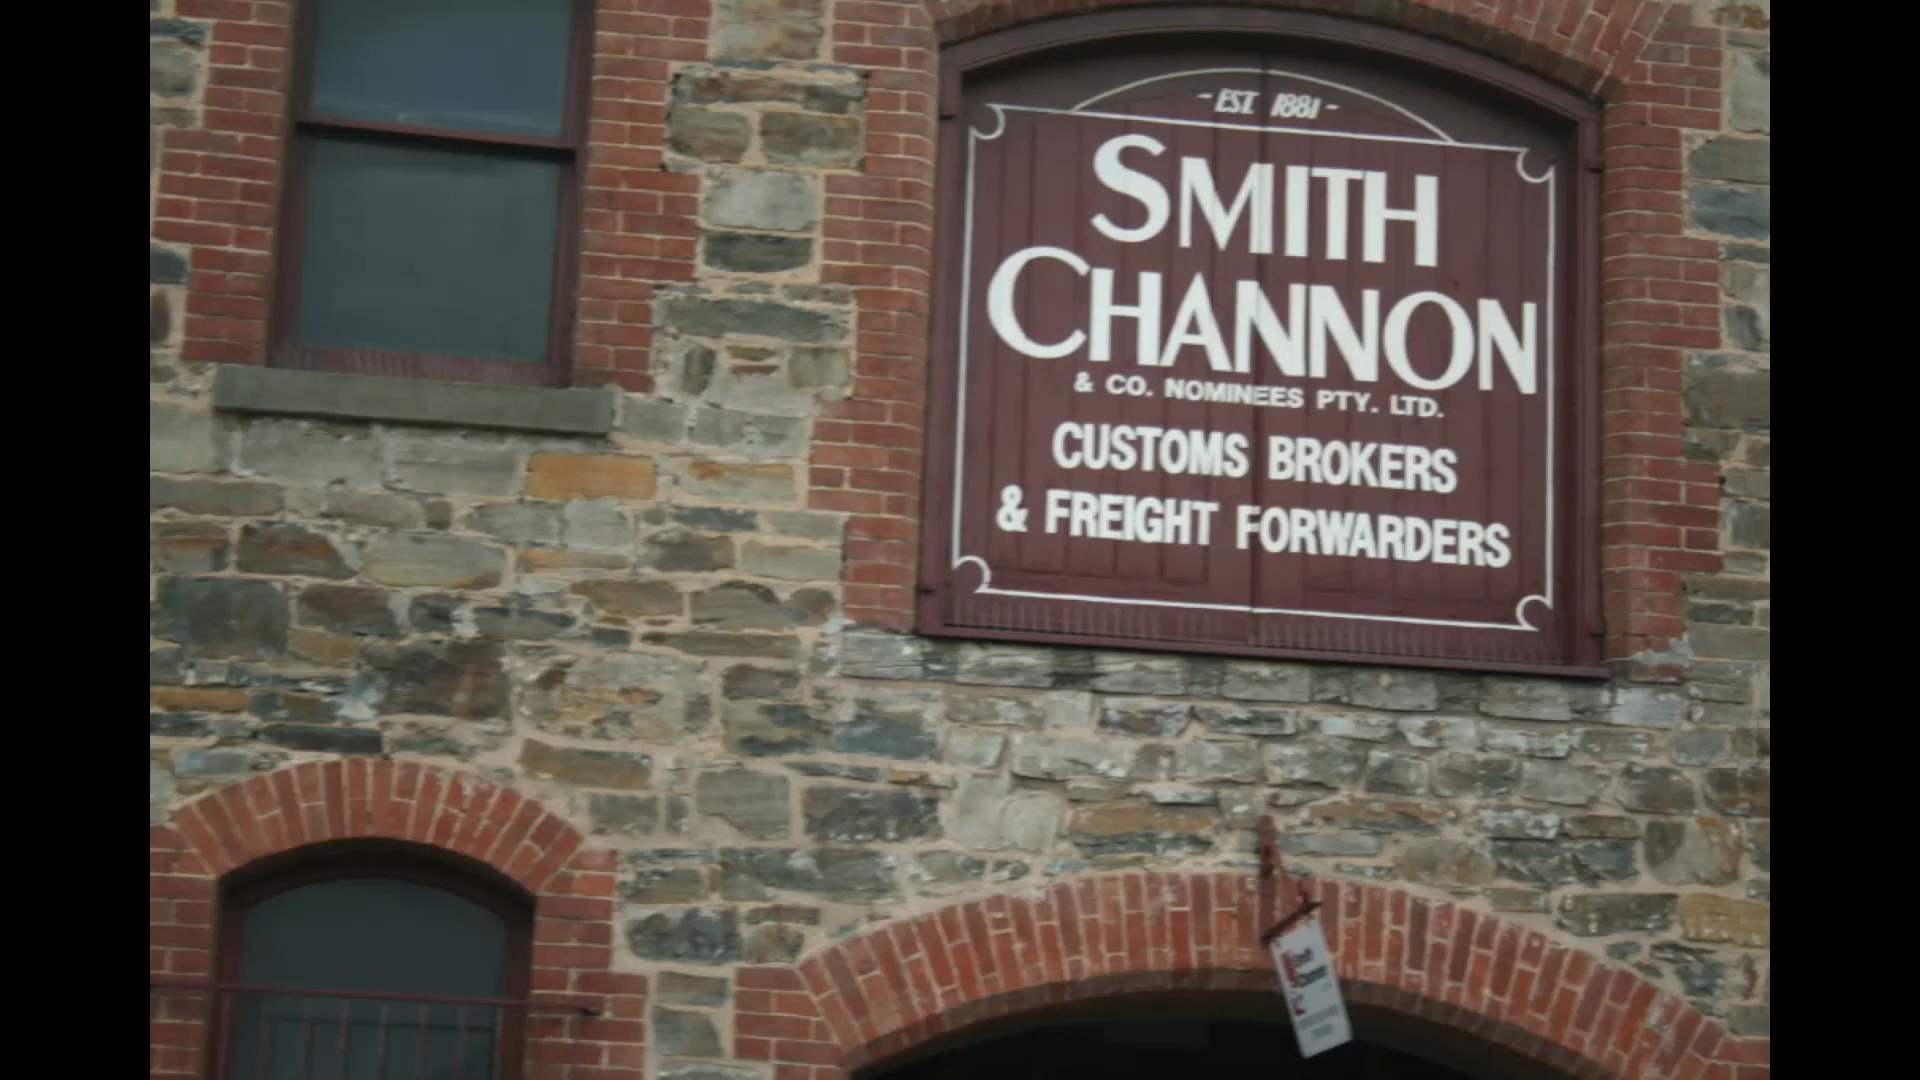 - EST. 1881 -
SMITH
CHANNON
& CO. NOMINEES PTY. LTD.
CUSTOMS BROKERS
& FREIGHT FORWARDERS